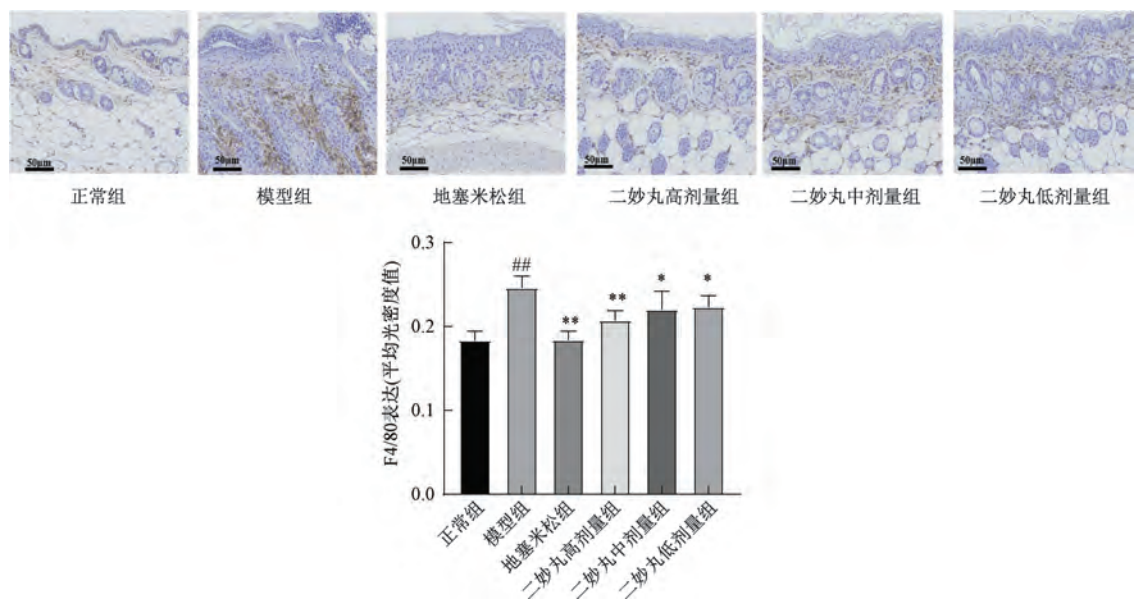 50μm 50μm 50μm 50μm 50μm 50μm
正常组 模型组 地塞米松组 二妙丸高剂量组 二妙丸中剂量组 二妙丸低剂量组
F4/80表达(平均光密度值)
0.3
0.2
0.1
0.0
##
**
**
*
*
正常组
模型组
地塞米松组
二妙丸高剂量组
二妙丸中剂量组
二妙丸低剂量组